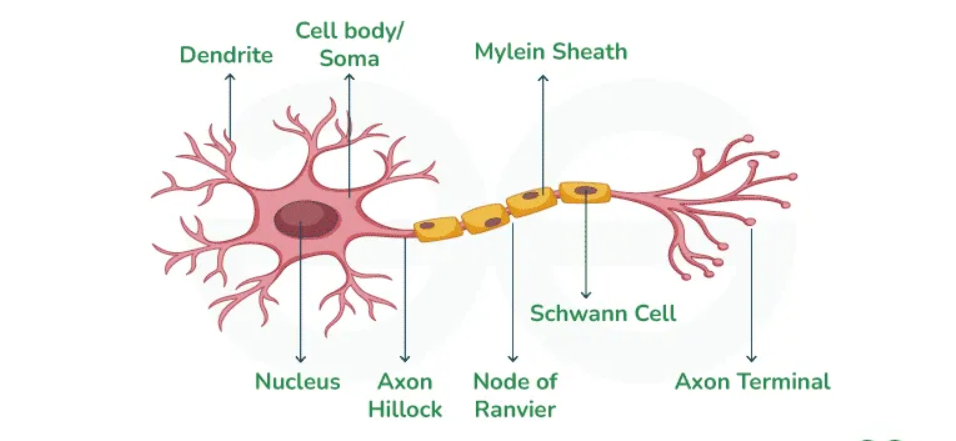 Cell body/
Soma
Dendrite
Mylein Sheath
Schwann Cell
Nucleus
Axon
Hillock
Node of
Ranvier
Axon Terminal